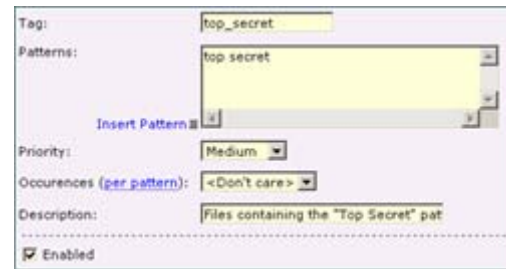 Tag: top_secret
Patterns: top secret
Insert Pattern
Priority: Medium
Occurences (per pattern): <Don't care>
Description: Files containing the "Top Secret" pat
Enabled